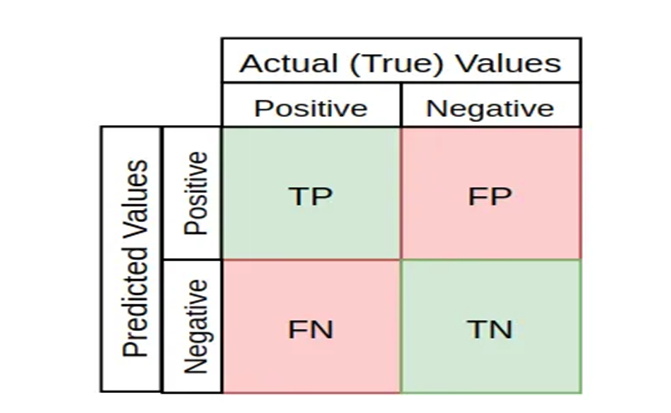 Actual (True) Values
Positive Negative
Predicted Values
Positive
TP FP
Negative
FN TN